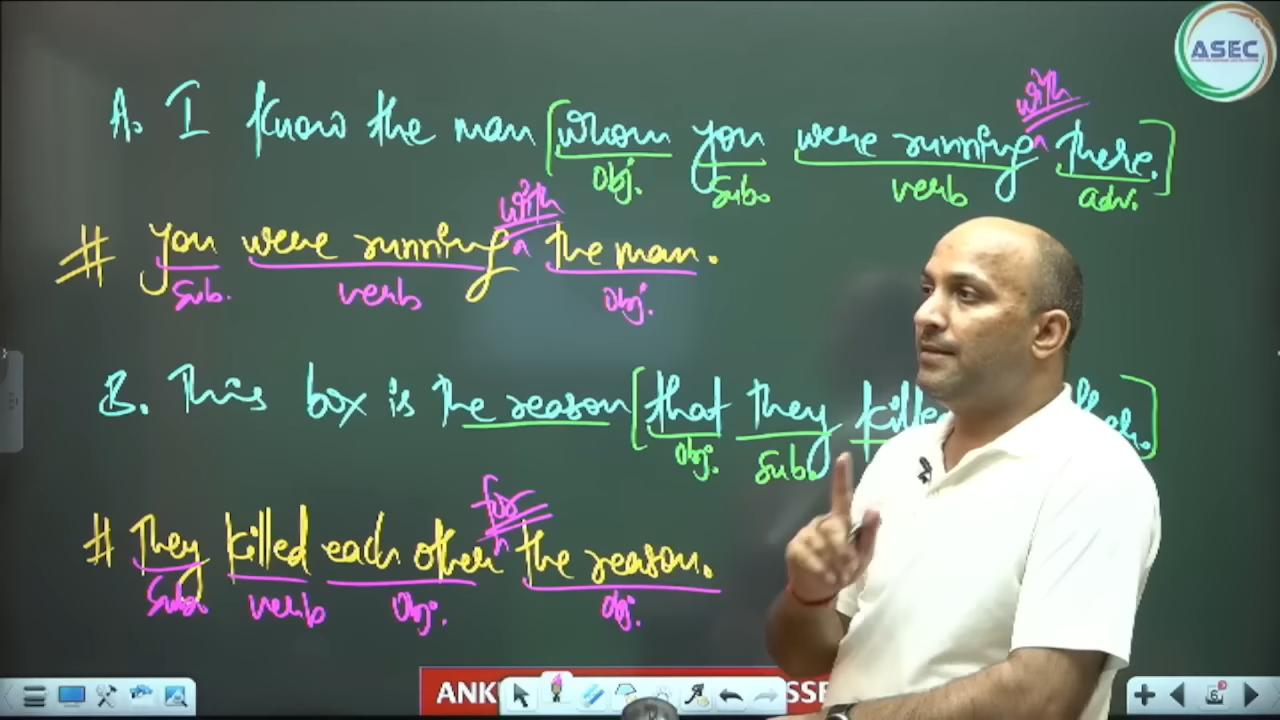 ASEC
with
A. I know the man [whom you were running ^ there.]
Obj. Sub. verb adv.
with
# you were running ^ the man.
Sub. verb Obj.
B. This box is the reason [that they
Obj. Sub.
for
# They killed each other ^ the reason.
Sub. verb Obj. Obj.